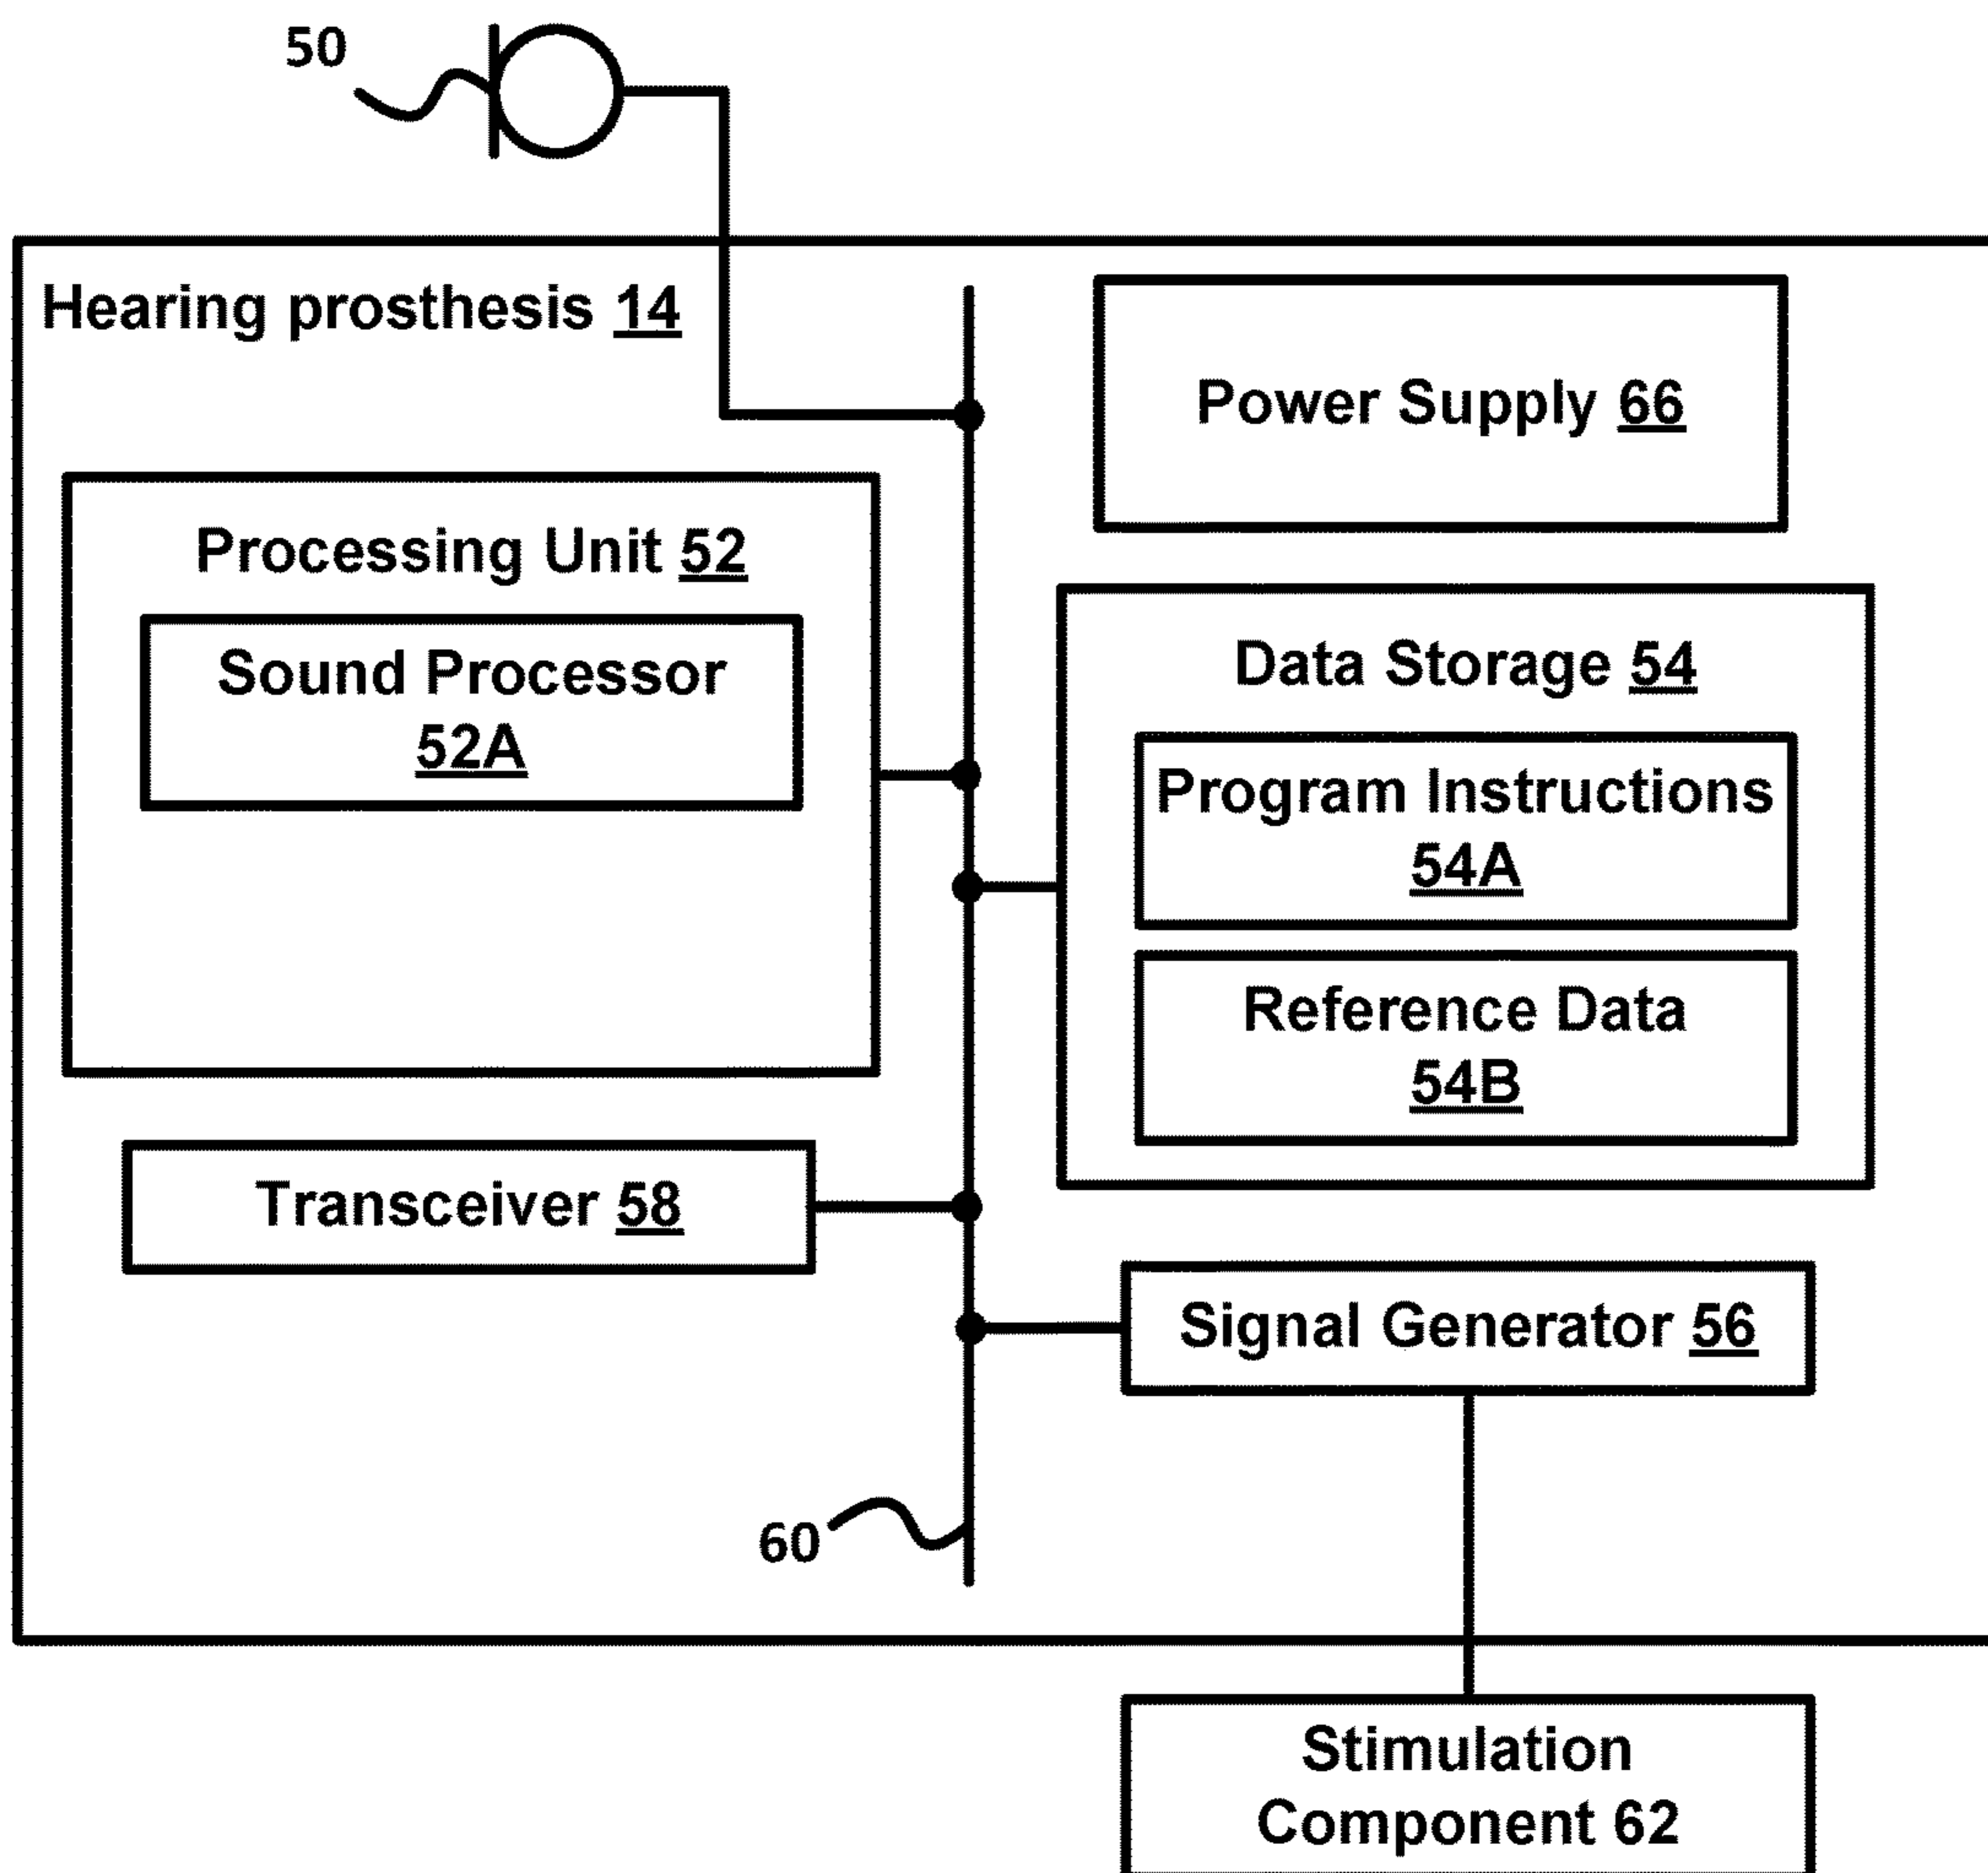 50
Hearing prosthesis 14
Power Supply 66
Processing Unit 52
Sound Processor
52A
Data Storage 54
Program Instructions
54A
Reference Data
54B
Transceiver 58
Signal Generator 56
60
Stimulation
Component 62